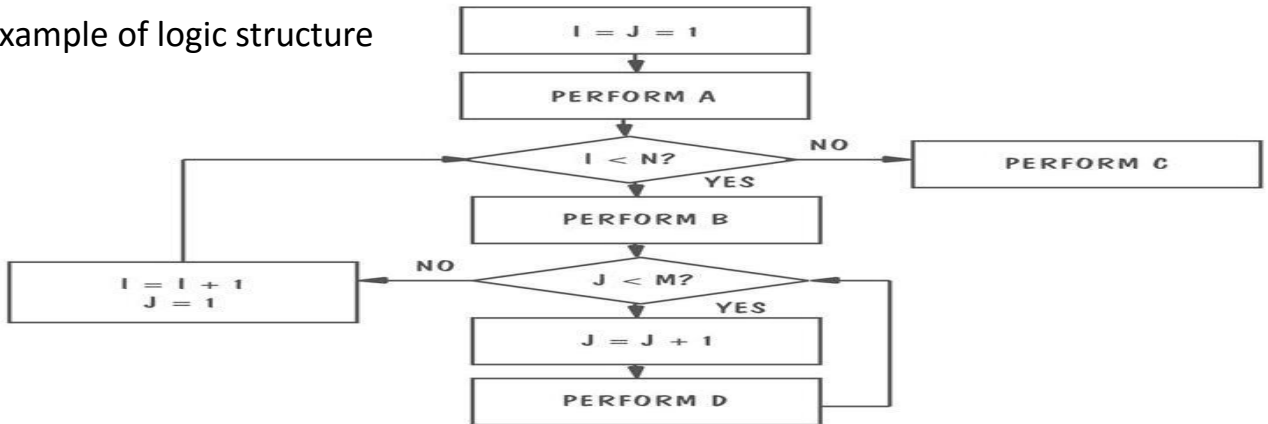 xample of logic structure
I = J = 1
PERFORM A
I < N?
NO
PERFORM C
YES
PERFORM B
NO
J < M?
I = I + 1
J = 1
YES
J = J + 1
PERFORM D